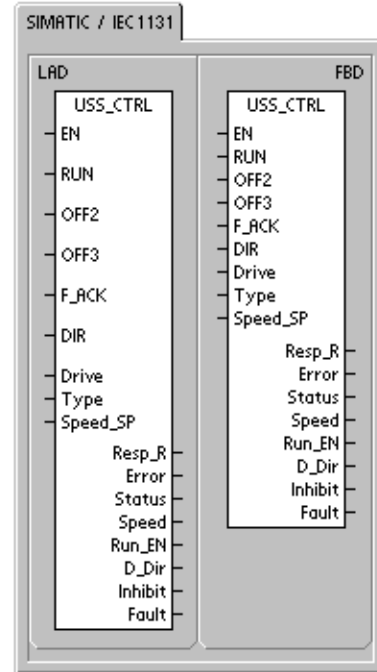 SIMATIC / IEC1131
LAD
USS_CTRL
EN
RUN
OFF2
OFF3
F_ACK
DIR
Drive
Type
Speed_SP
Resp_R
Error
Status
Speed
Run_EN
D_Dir
Inhibit
Fault
FBD
USS_CTRL
EN
RUN
OFF2
OFF3
F_ACK
DIR
Drive
Type
Speed_SP
Resp_R
Error
Status
Speed
Run_EN
D_Dir
Inhibit
Fault